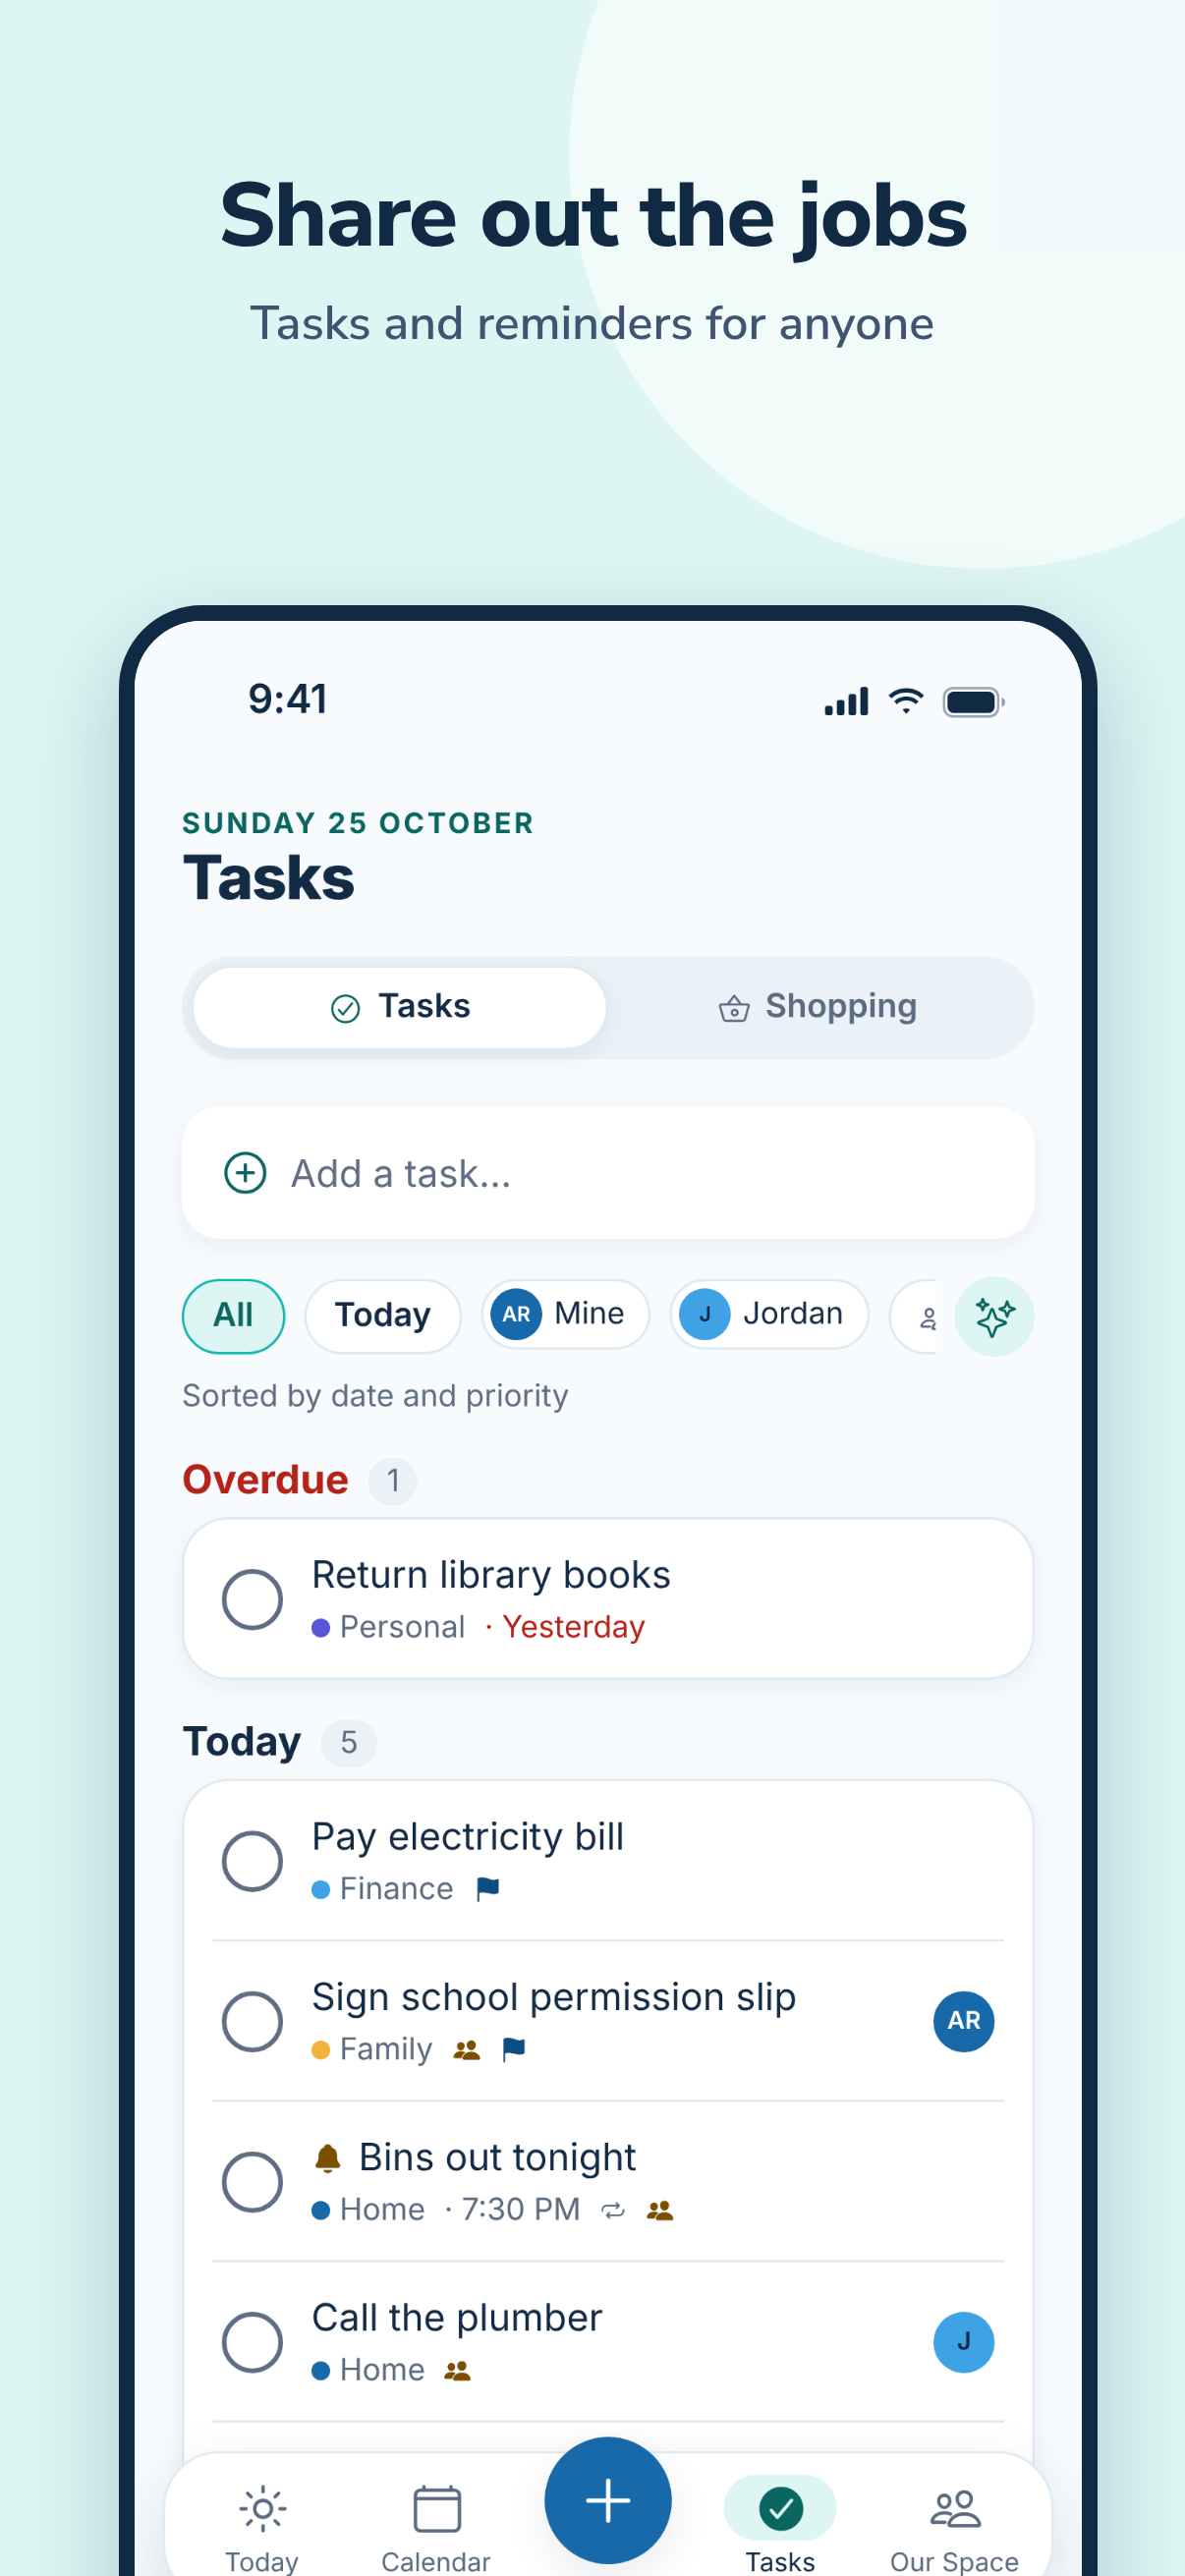 Share out the jobs
Tasks and reminders for anyone
9:41
SUNDAY 25 OCTOBER
Tasks
Tasks
Shopping
Add a task...
All
Today
AR Mine
J Jordan
Sorted by date and priority
Overdue 1
Return library books
Personal · Yesterday
Today 5
Pay electricity bill
Finance
Sign school permission slip
AR
Family
Bins out tonight
Home · 7:30 PM
Call the plumber
J
Home
Today
Calendar
Tasks
Our Space